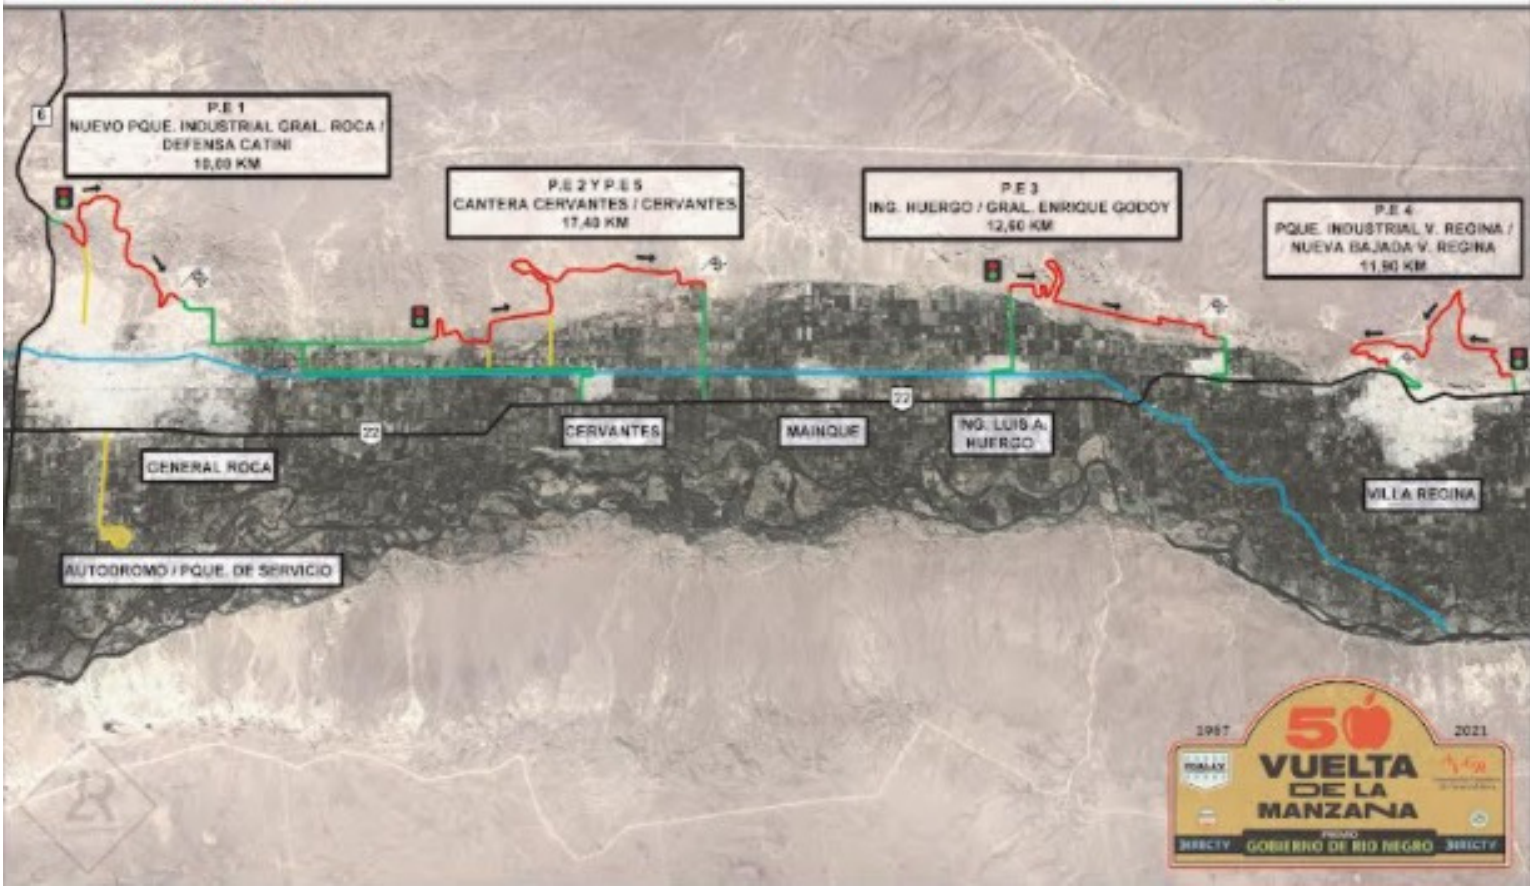 6
P.E 1
NUEVO PQUE. INDUSTRIAL GRAL. ROCA /
DEFENSA CATINI
10,00 KM
P.E 2 Y P.E 5
CANTERA CERVANTES / CERVANTES
17,40 KM
P.E 3
ING. HUERGO / GRAL. ENRIQUE GODOY
12,60 KM
P.E 4
PQUE. INDUSTRIAL V. REGINA /
NUEVA BAJADA V. REGINA
11,90 KM
22
22
CERVANTES
MAINQUE
ING. LUIS A.
HUERGO
GENERAL ROCA
VILLA REGINA
AUTODROMO / PQUE. DE SERVICIO
1987
2021
50
VUELTA
DE LA
MANZANA
RALLY
PREMIO
DIRECTV
GOBIERNO DE RIO NEGRO
DIRECTV